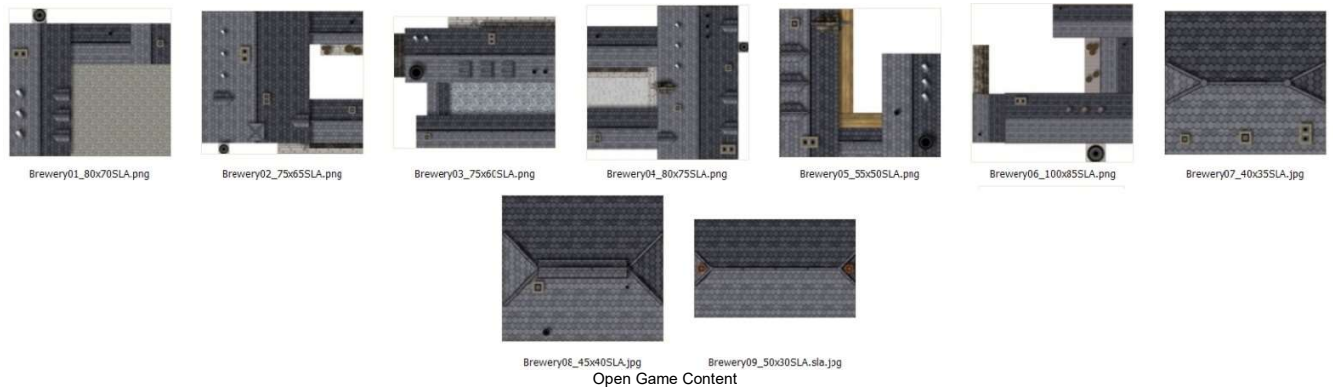 Brewery01_80x70SLA.png
Brewery02_75x65SLA.png
Brewery03_75x60SLA.png
Brewery04_80x75SLA.png
Brewery05_55x50SLA.png
Brewery06_100x85SLA.png
Brewery07_40x35SLA.jpg
Brewery08_45x40SLA.jpg
Brewery09_50x30SLA.sla.jpg
Open Game Content